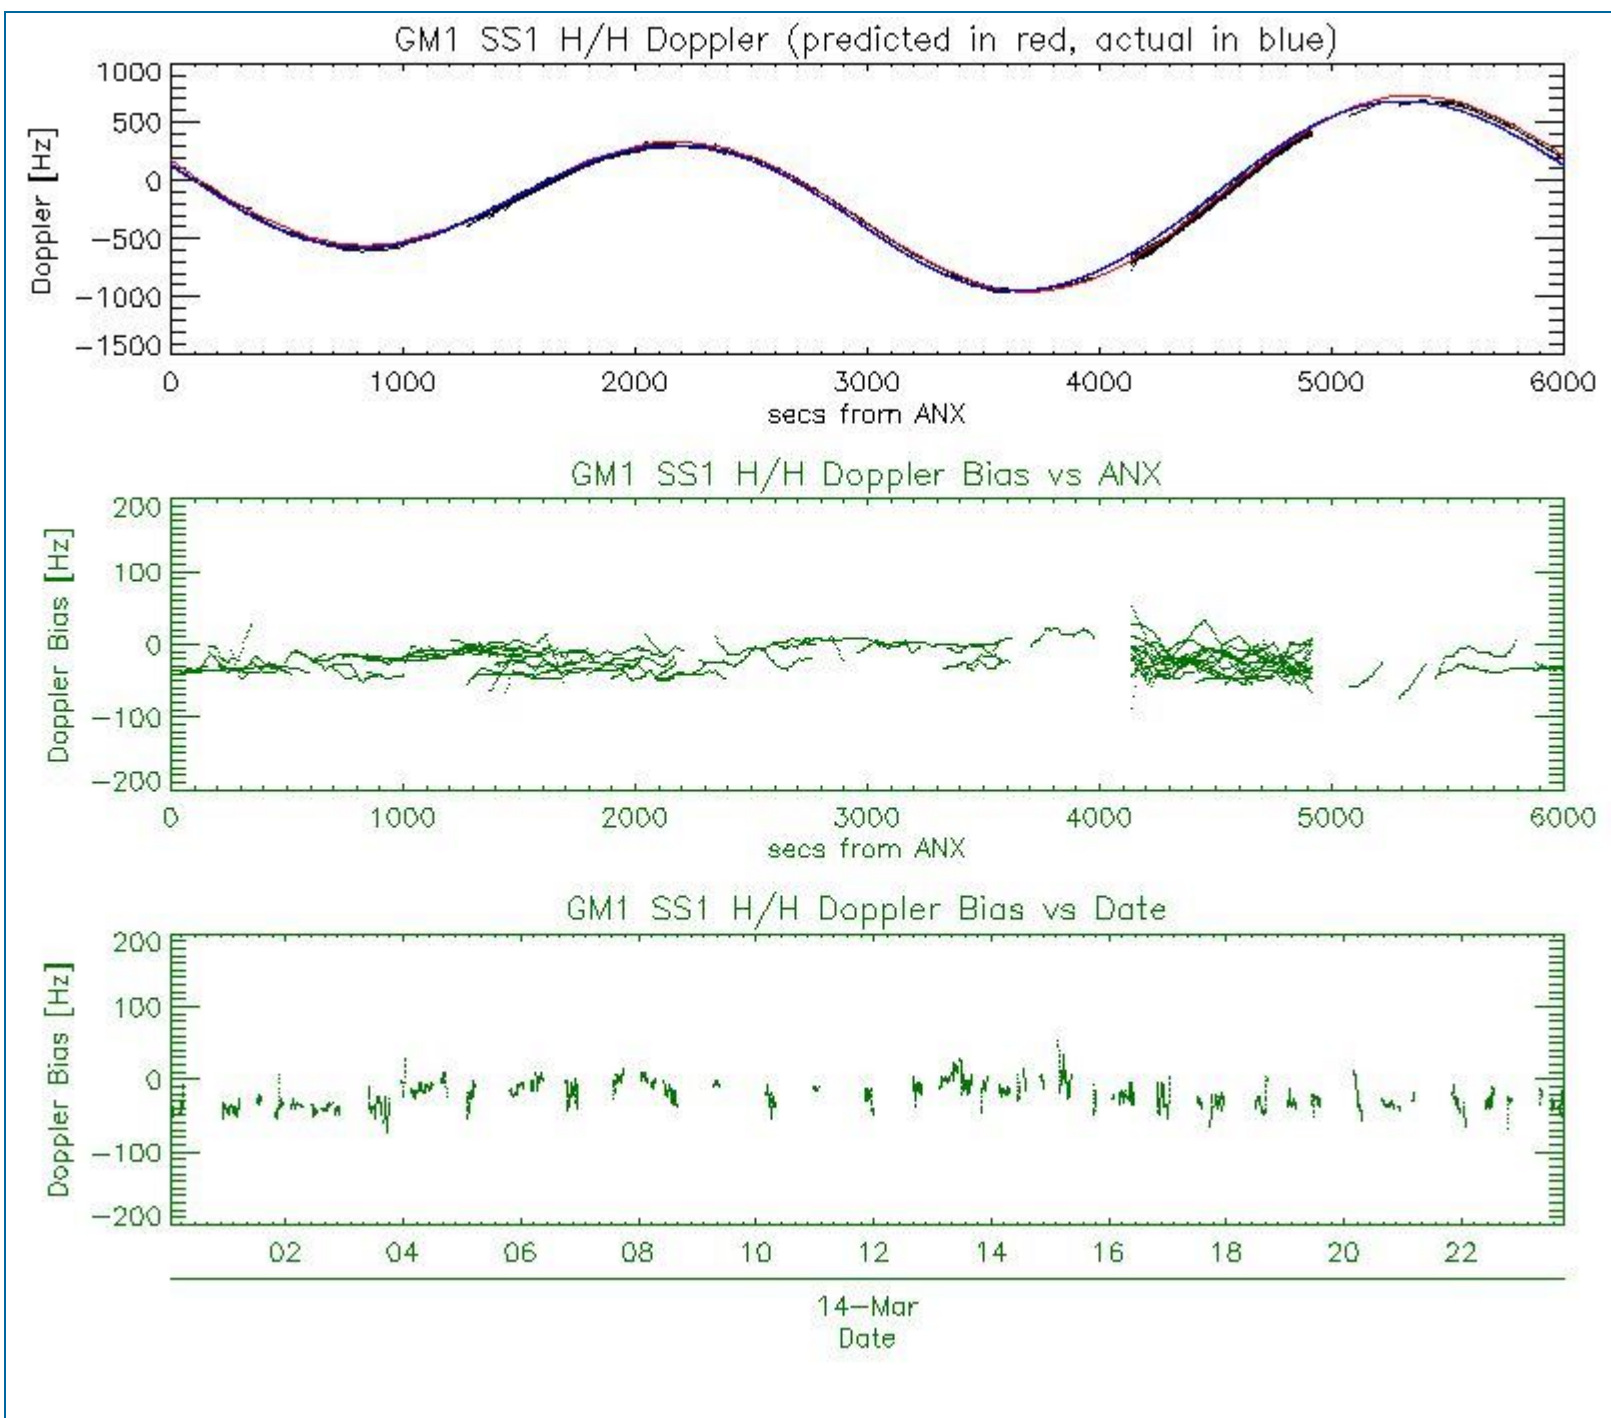 GM1 SS1 H/H Doppler (predicted in red, actual in blue)
Doppler [Hz]
1000
500
0
−500
−1000
−1500
0 1000 2000 3000 4000 5000 6000
secs from ANX
GM1 SS1 H/H Doppler Bias vs ANX
Doppler Bias [Hz]
200
100
0
−100
−200
0 1000 2000 3000 4000 5000 6000
secs from ANX
GM1 SS1 H/H Doppler Bias vs Date
Doppler Bias [Hz]
200
100
0
−100
−200
02 04 06 08 10 12 14 16 18 20 22
14−Mar
Date